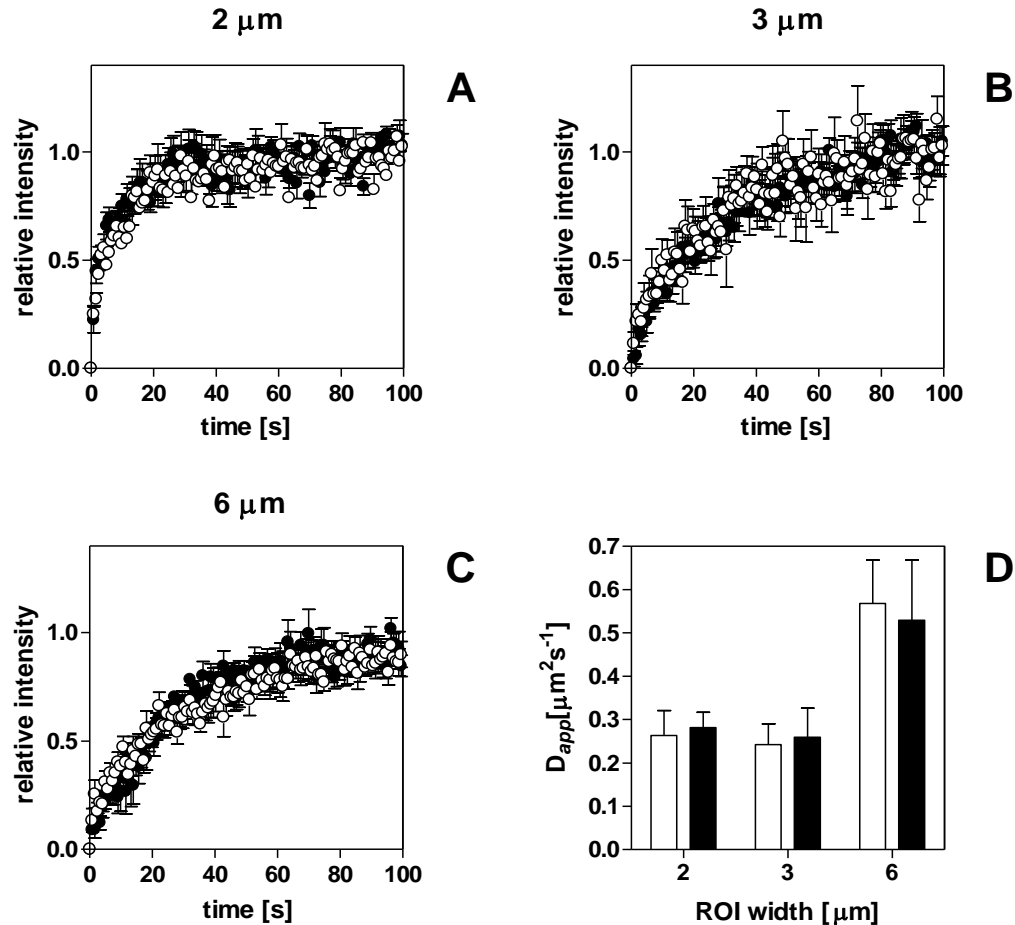 2 μm
A
relative intensity
1.0
0.5
0.0
0 20 40 60 80 100
time [s]
3 μm
B
relative intensity
1.0
0.5
0.0
0 20 40 60 80 100
time [s]
6 μm
C
relative intensity
1.0
0.5
0.0
0 20 40 60 80 100
time [s]
D
D_app[μm²s⁻¹]
0.7
0.6
0.5
0.4
0.3
0.2
0.1
0.0
2 3 6
ROI width [μm]